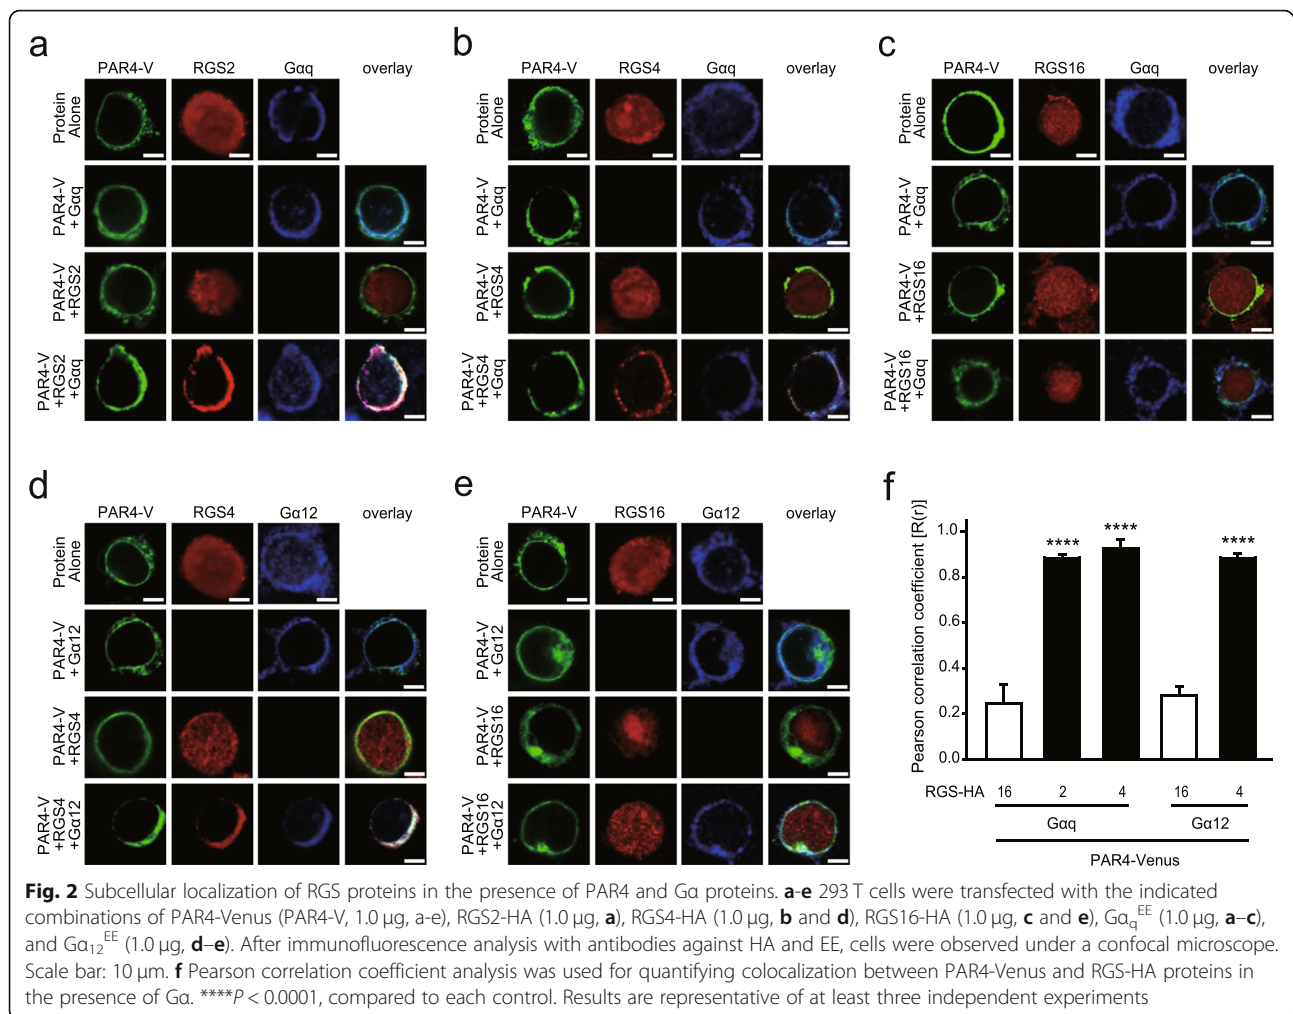 a
PAR4-V RGS2 Gαq overlay
Protein
Alone
PAR4-V
+ Gαq
PAR4-V
+RGS2
PAR4-V
+RGS2
+Gαq
b
PAR4-V RGS4 Gαq overlay
Protein
Alone
PAR4-V
+ Gαq
PAR4-V
+RGS4
PAR4-V
+RGS4
+Gαq
c
PAR4-V RGS16 Gαq overlay
Protein
Alone
PAR4-V
+ Gαq
PAR4-V
+RGS16
PAR4-V
+RGS16
+Gαq
d
PAR4-V RGS4 Gα12 overlay
Protein
Alone
PAR4-V
+ Gα12
PAR4-V
+RGS4
PAR4-V
+RGS4
+Gα12
e
PAR4-V RGS16 Gα12 overlay
Protein
Alone
PAR4-V
+ Gα12
PAR4-V
+RGS16
PAR4-V
+RGS16
+Gα12
f
Pearson correlation coefficient [R(r)]
1.0
0.8
0.6
0.4
0.2
0.0
**** **** ****
RGS-HA 16 2 4 16 4
Gαq Gα12
PAR4-Venus
Fig. 2 Subcellular localization of RGS proteins in the presence of PAR4 and Gα proteins. a-e 293 T cells were transfected with the indicated
combinations of PAR4-Venus (PAR4-V, 1.0 μg, a-e), RGS2-HA (1.0 μg, a), RGS4-HA (1.0 μg, b and d), RGS16-HA (1.0 μg, c and e), Gαq^EE (1.0 μg, a–c),
and Gα12^EE (1.0 μg, d–e). After immunofluorescence analysis with antibodies against HA and EE, cells were observed under a confocal microscope.
Scale bar: 10 μm. f Pearson correlation coefficient analysis was used for quantifying colocalization between PAR4-Venus and RGS-HA proteins in
the presence of Gα. ****P < 0.0001, compared to each control. Results are representative of at least three independent experiments